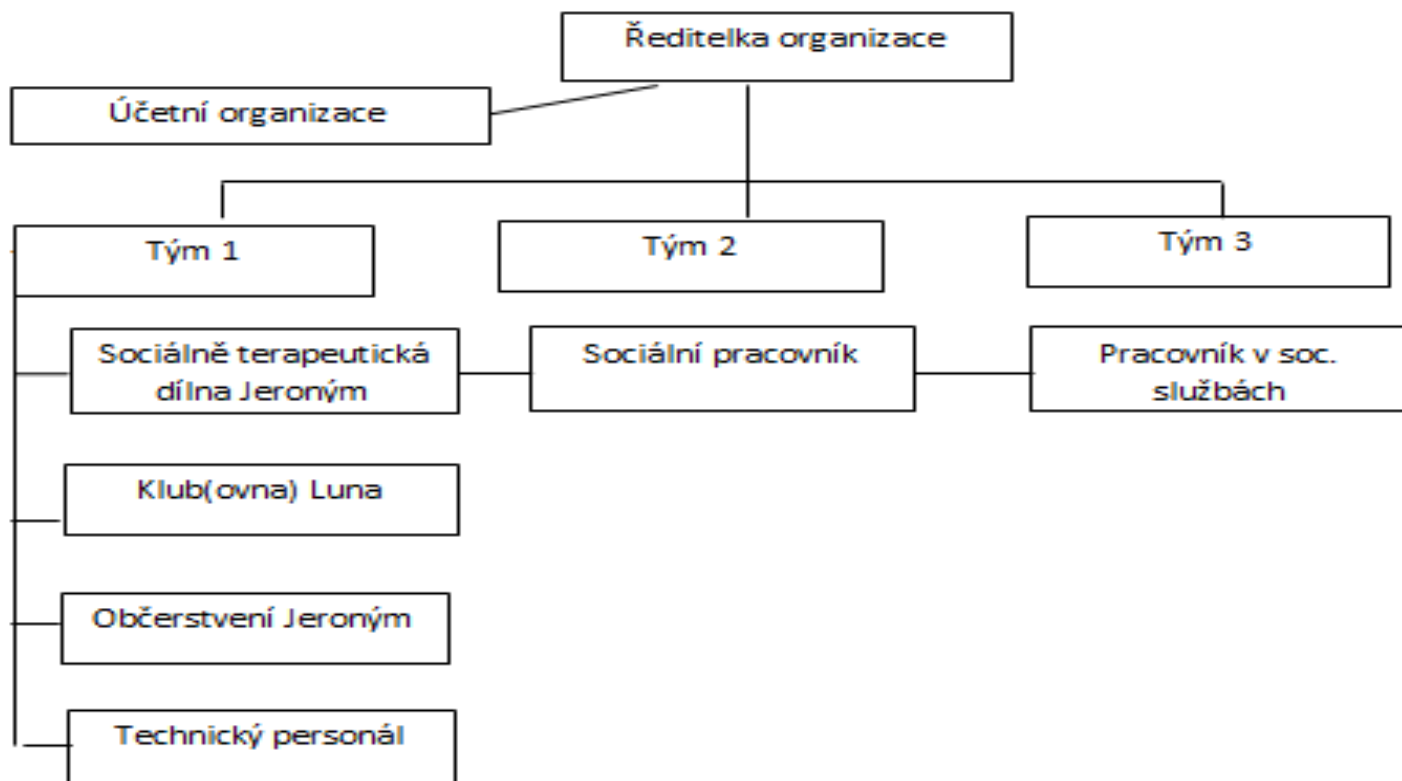 Ředitelka organizace
Účetní organizace
Tým 1
Tým 2
Tým 3
Sociálně terapeutická
dílna Jeroným
Sociální pracovník
Pracovník v soc.
službách
Klub(ovna) Luna
Občerstvení Jeroným
Technický personál